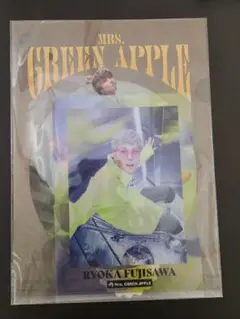 MRS.
GREEN APPLE
RYOKA FUJISAWA
Mrs. GREEN APPLE